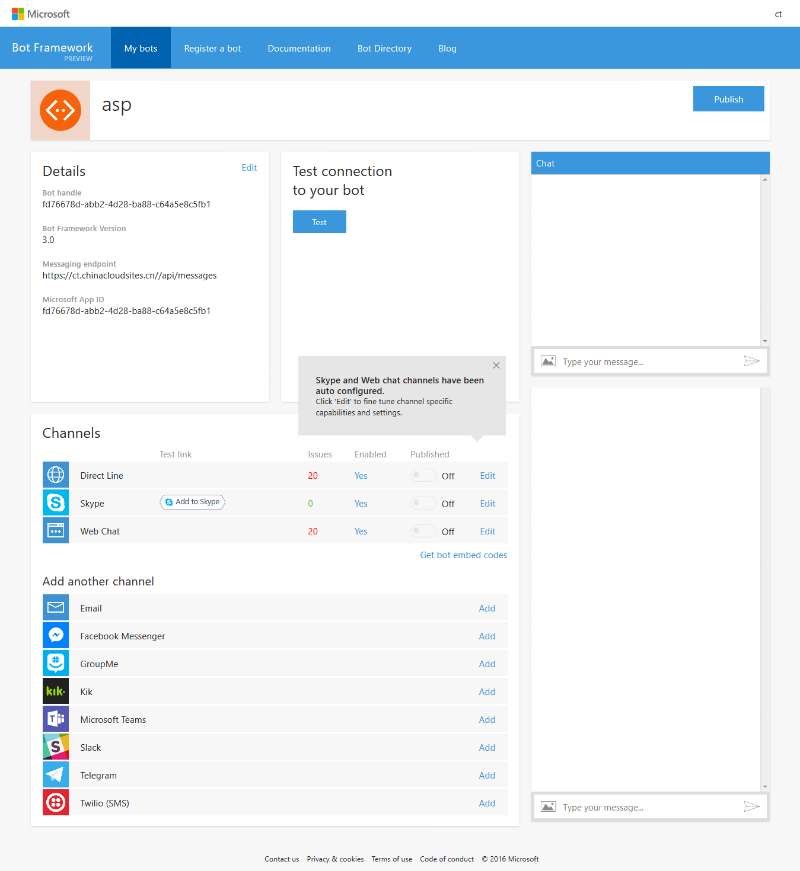 Microsoft
ct
Bot Framework
PREVIEW
My bots
Register a bot
Documentation
Bot Directory
Blog
asp
Publish
Details
Edit
Bot handle
fd76678d-abb2-4d28-ba88-c64a5e8c5fb1
Bot Framework Version
3.0
Messaging endpoint
https://ct.chinacloudsites.cn//api/messages
Microsoft App ID
fd76678d-abb2-4d28-ba88-c64a5e8c5fb1
Test connection
to your bot
Test
Chat
Type your message...
Skype and Web chat channels have been
auto configured.
Click 'Edit' to fine tune channel specific
capabilities and settings.
Channels
Test link Issues Enabled Published
Direct Line 20 Yes Off Edit
Skype Add to Skype 0 Yes Off Edit
Web Chat 20 Yes Off Edit
Get bot embed codes
Add another channel
Email Add
Facebook Messenger Add
GroupMe Add
kik Kik Add
Microsoft Teams Add
Slack Add
Telegram Add
Twilio (SMS) Add
Type your message...
Contact us Privacy & cookies Terms of use Code of conduct © 2016 Microsoft